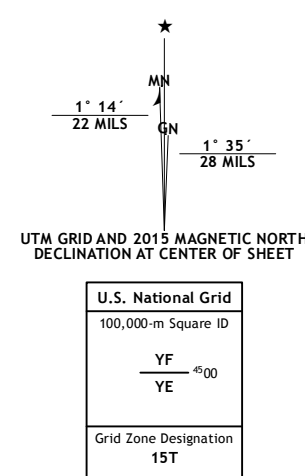 ★
MN
1° 14´
22 MILS
GN
1° 35´
28 MILS
UTM GRID AND 2015 MAGNETIC NORTH
DECLINATION AT CENTER OF SHEET
U.S. National Grid
100,000-m Square ID
YF
4500
YE
Grid Zone Designation
15T